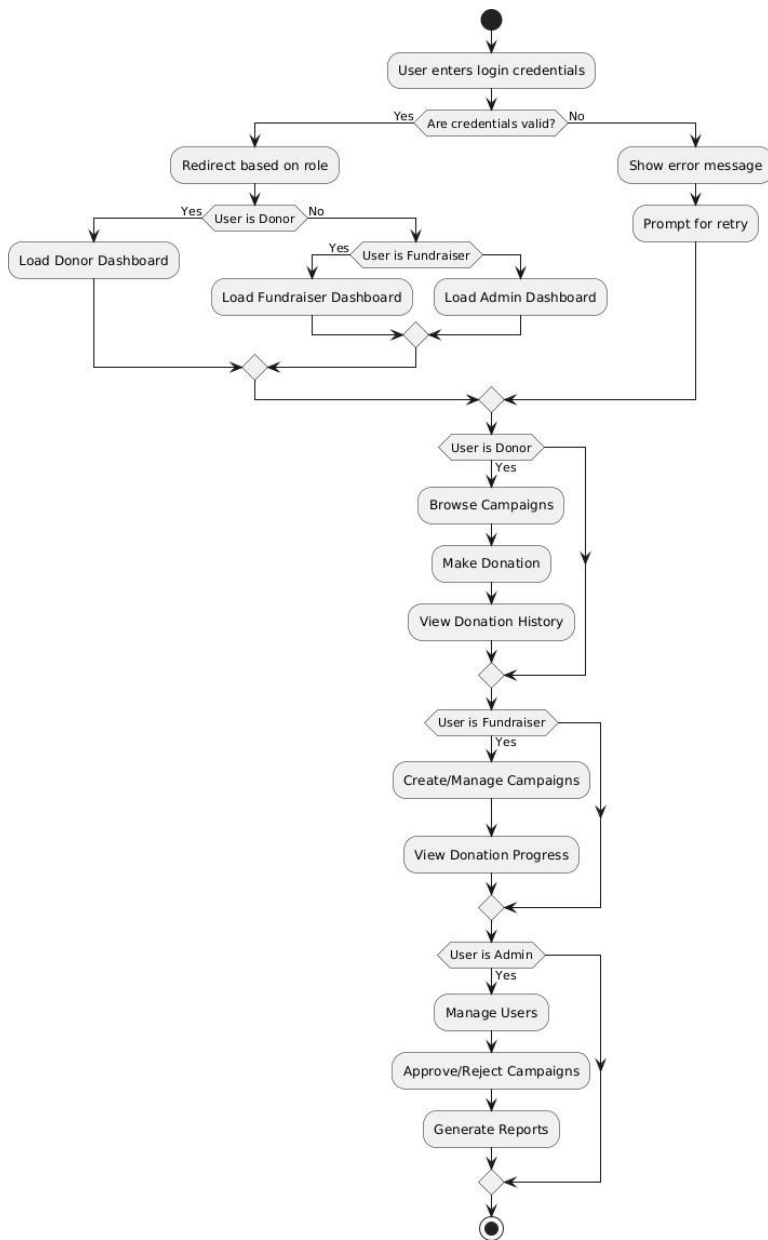 User enters login credentials
Yes
Are credentials valid?
No
Redirect based on role
Show error message
Yes
User is Donor
No
Prompt for retry
Load Donor Dashboard
Yes
User is Fundraiser
Load Fundraiser Dashboard
Load Admin Dashboard
User is Donor
Yes
Browse Campaigns
Make Donation
View Donation History
User is Fundraiser
Yes
Create/Manage Campaigns
View Donation Progress
User is Admin
Yes
Manage Users
Approve/Reject Campaigns
Generate Reports